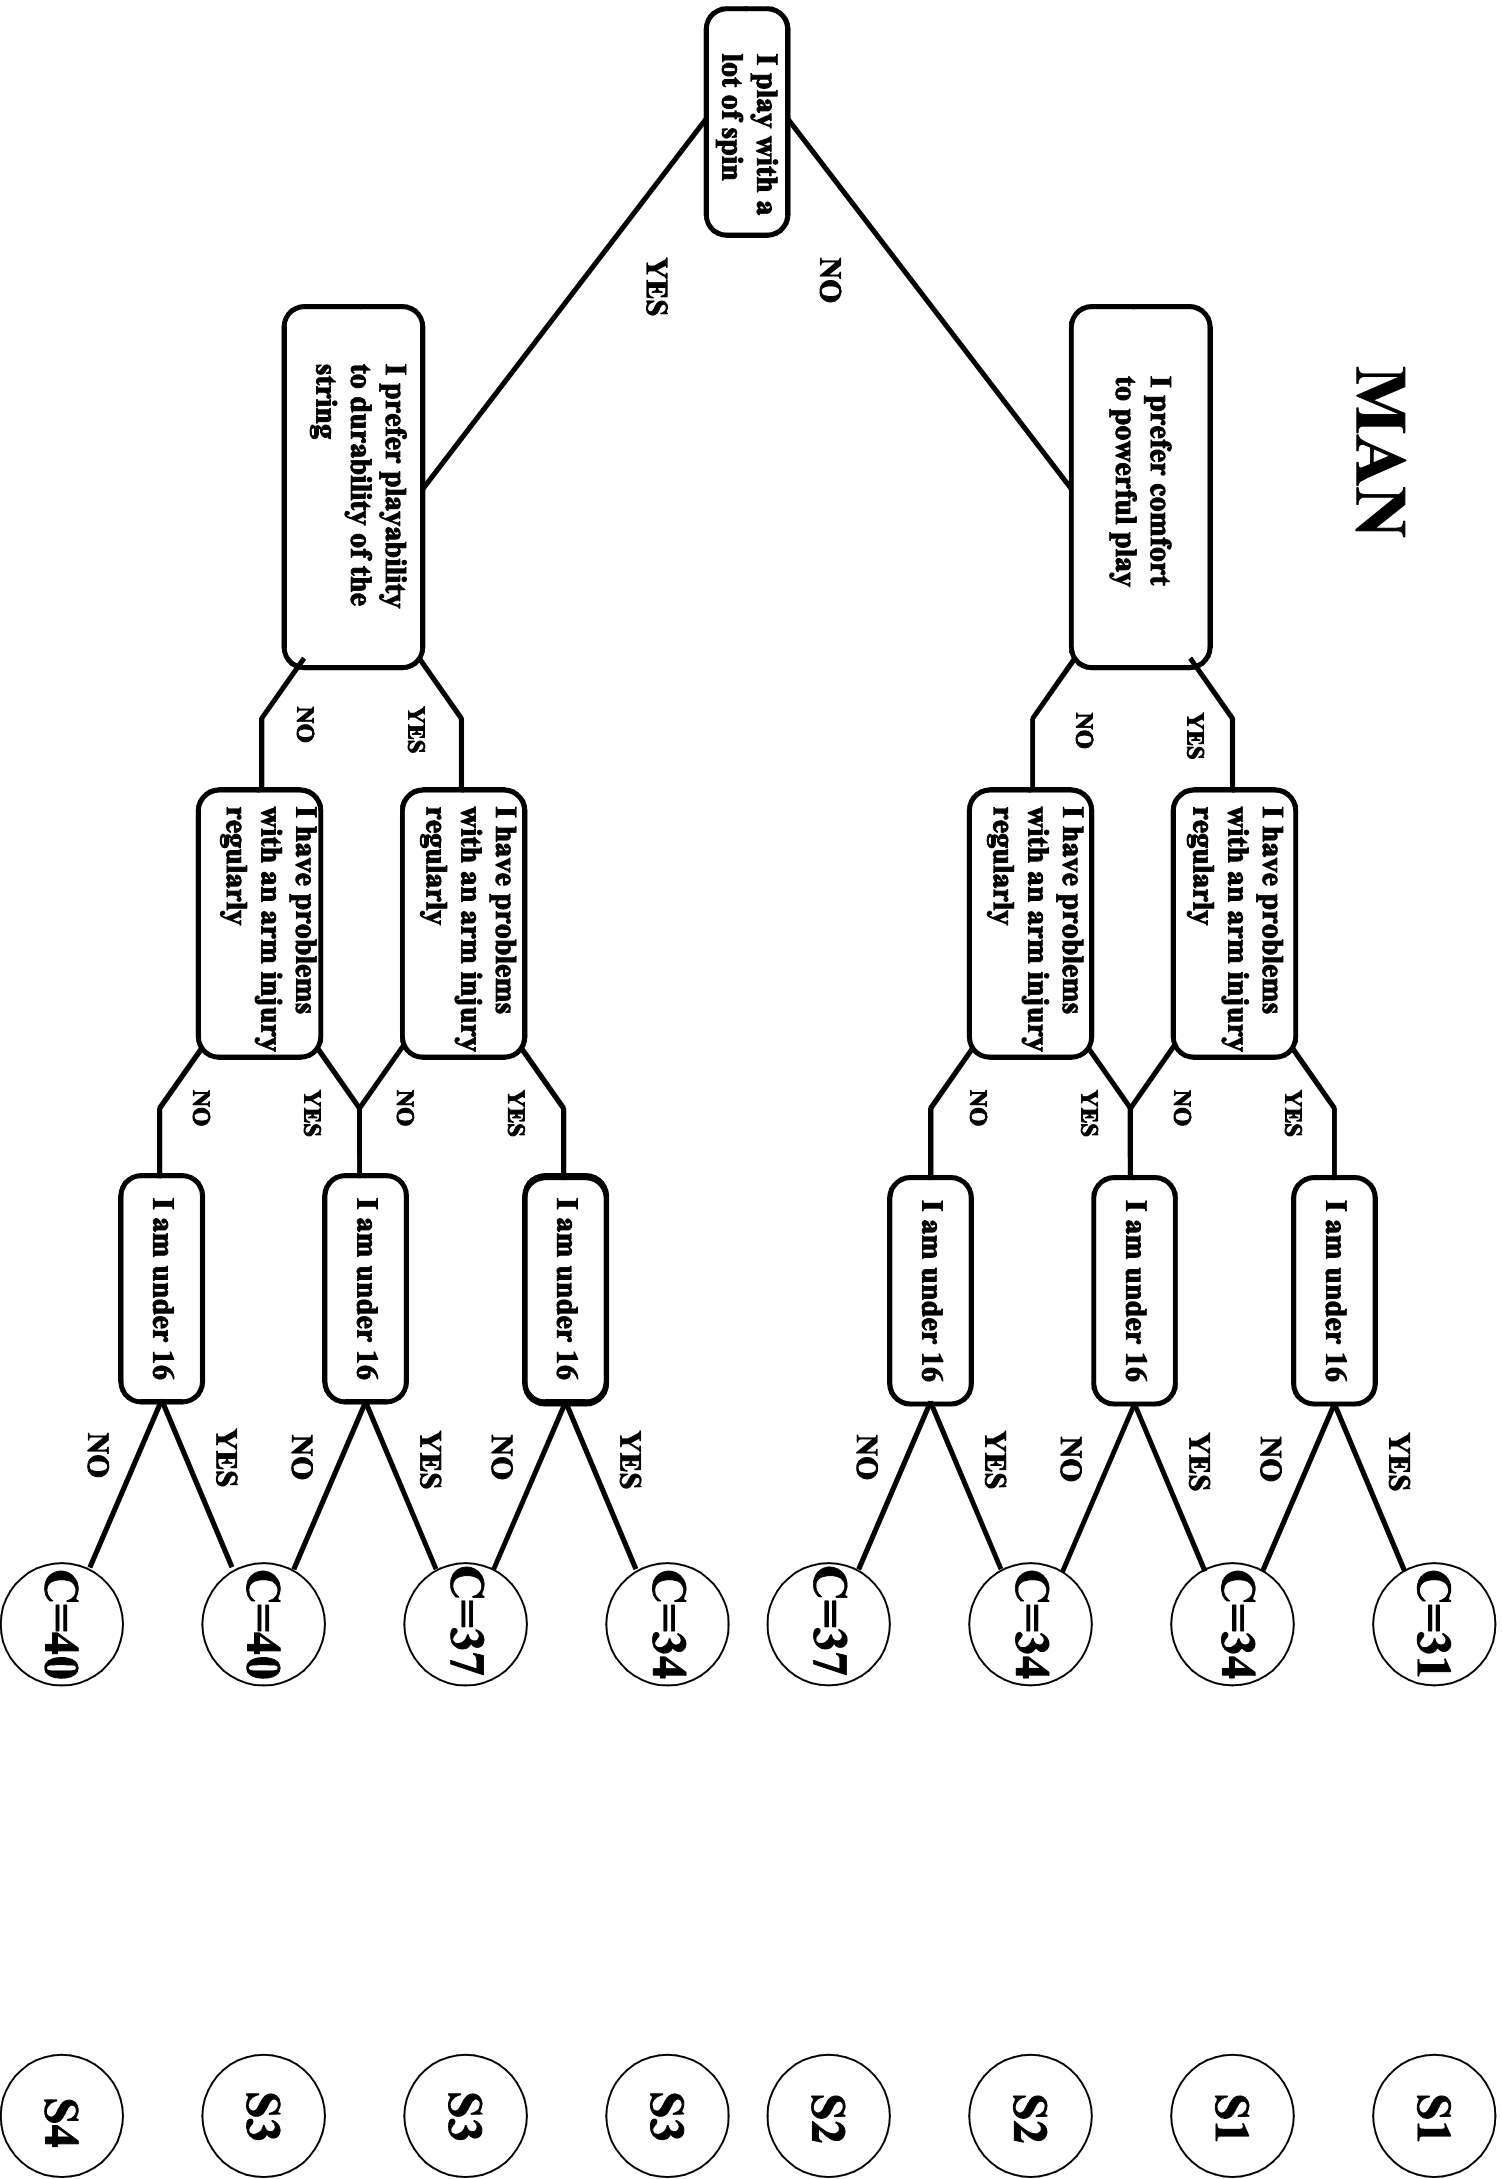 MAN
I play with a
lot of spin
NO
YES
I prefer comfort
to powerful play
YES
NO
I have problems
with an arm injury
regularly
I have problems
with an arm injury
regularly
YES
NO
YES
NO
I am under 16
I am under 16
I am under 16
YES
NO
YES
NO
YES
NO
C=31
C=34
C=34
C=37
S1
S1
S2
S2
I prefer playability
to durability of the
string
YES
NO
I have problems
with an arm injury
regularly
I have problems
with an arm injury
regularly
YES
NO
YES
NO
I am under 16
I am under 16
I am under 16
YES
NO
YES
NO
YES
NO
C=34
C=37
C=40
C=40
S3
S3
S3
S4